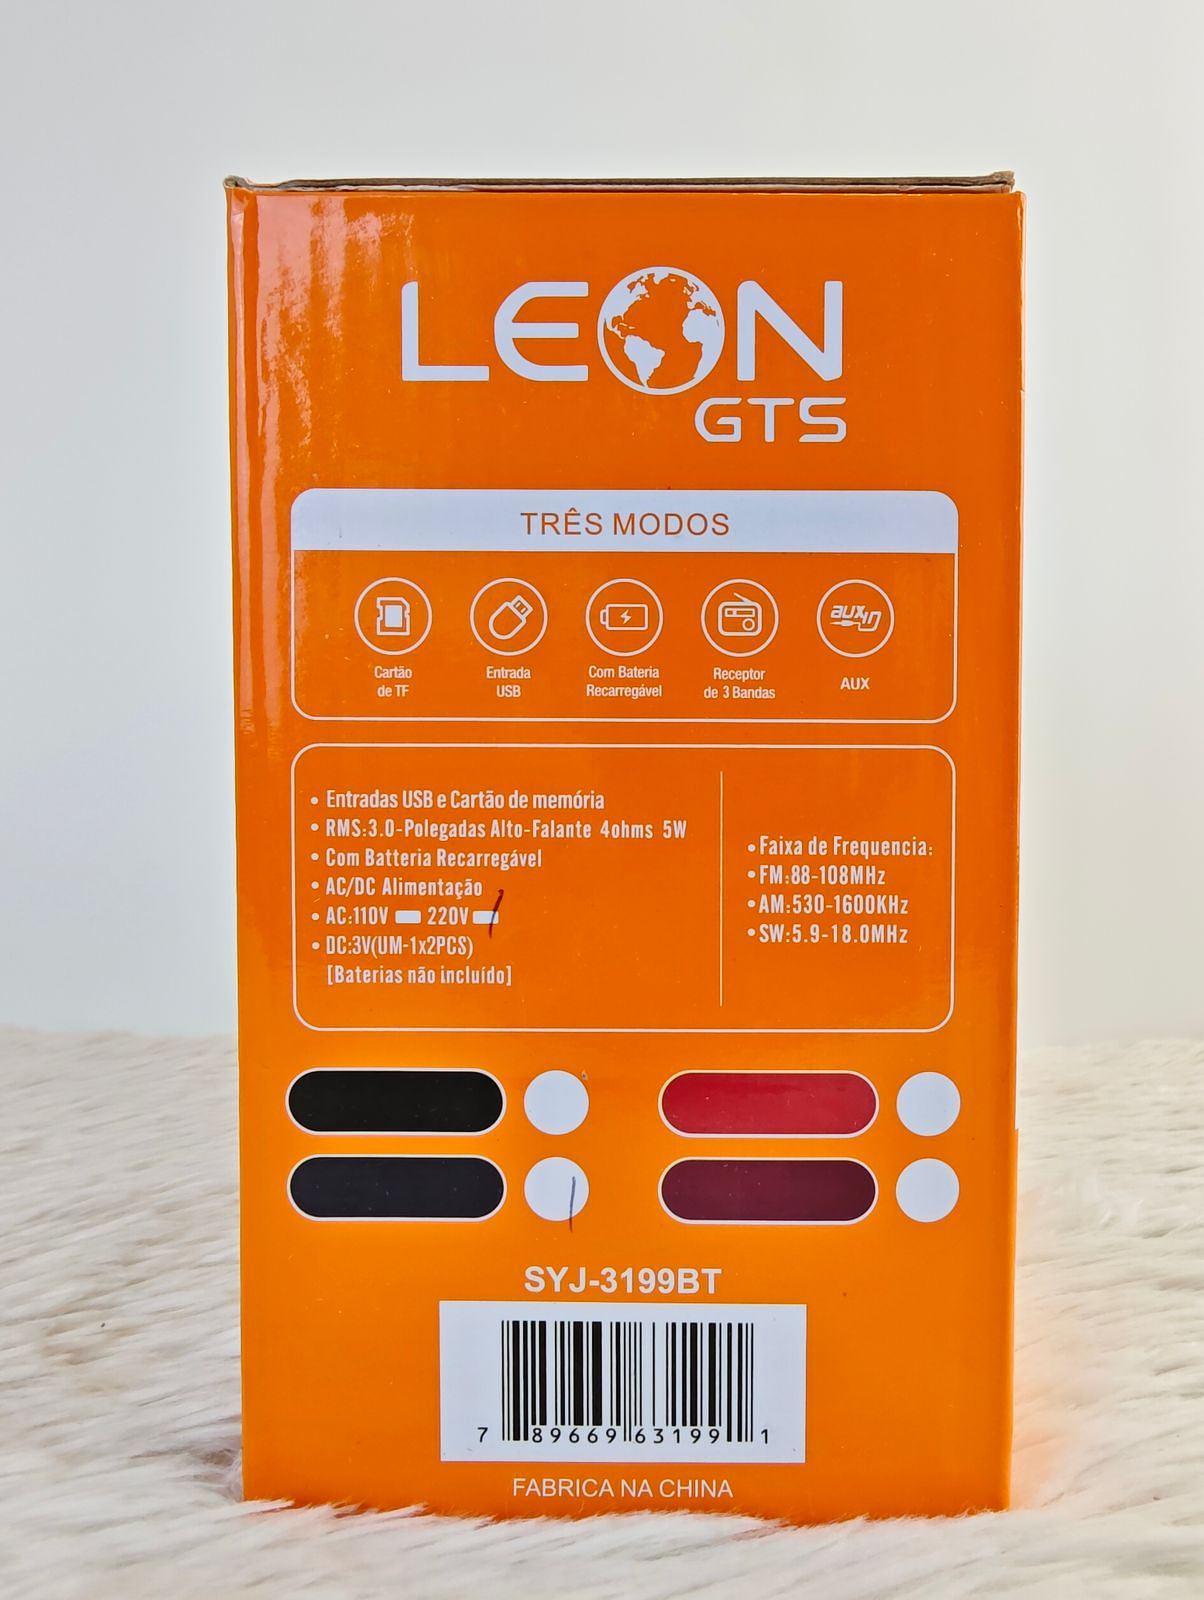 LEON
GTS
TRÊS MODOS
Cartão
de TF
Entrada
USB
Com Bateria
Recarregável
Receptor
de 3 Bandas
aux in
AUX
• Entradas USB e Cartão de memória
• RMS:3.0-Polegadas Alto-Falante 4ohms 5W
• Com Batteria Recarregável
• AC/DC Alimentação
• AC:110V 220V
• DC:3V(UM-1x2PCS)
[Baterias não incluído]
• Faixa de Frequencia:
• FM:88-108MHz
• AM:530-1600KHz
• SW:5.9-18.0MHz
SYJ-3199BT
7 89669 63199 1
FABRICA NA CHINA